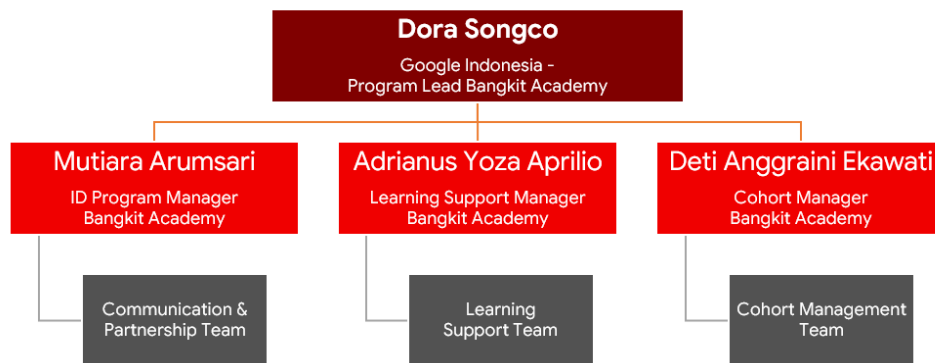 Dora Songco
Google Indonesia -
Program Lead Bangkit Academy
Mutiara Arumsari
ID Program Manager
Bangkit Academy
Adrianus Yoza Aprilio
Learning Support Manager
Bangkit Academy
Deti Anggraini Ekawati
Cohort Manager
Bangkit Academy
Communication &
Partnership Team
Learning
Support Team
Cohort Management
Team